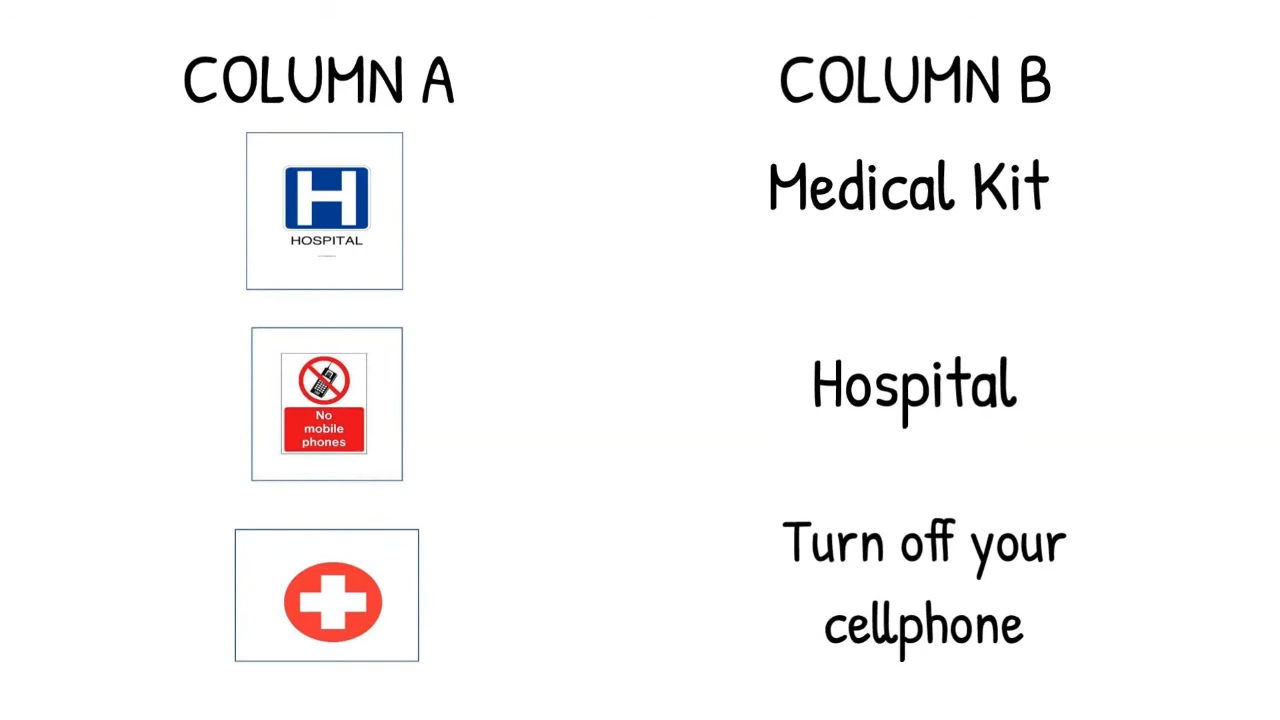 COLUMN A
COLUMN B
H
HOSPITAL
Medical Kit
No
mobile
phones
Hospital
Turn off your
cellphone